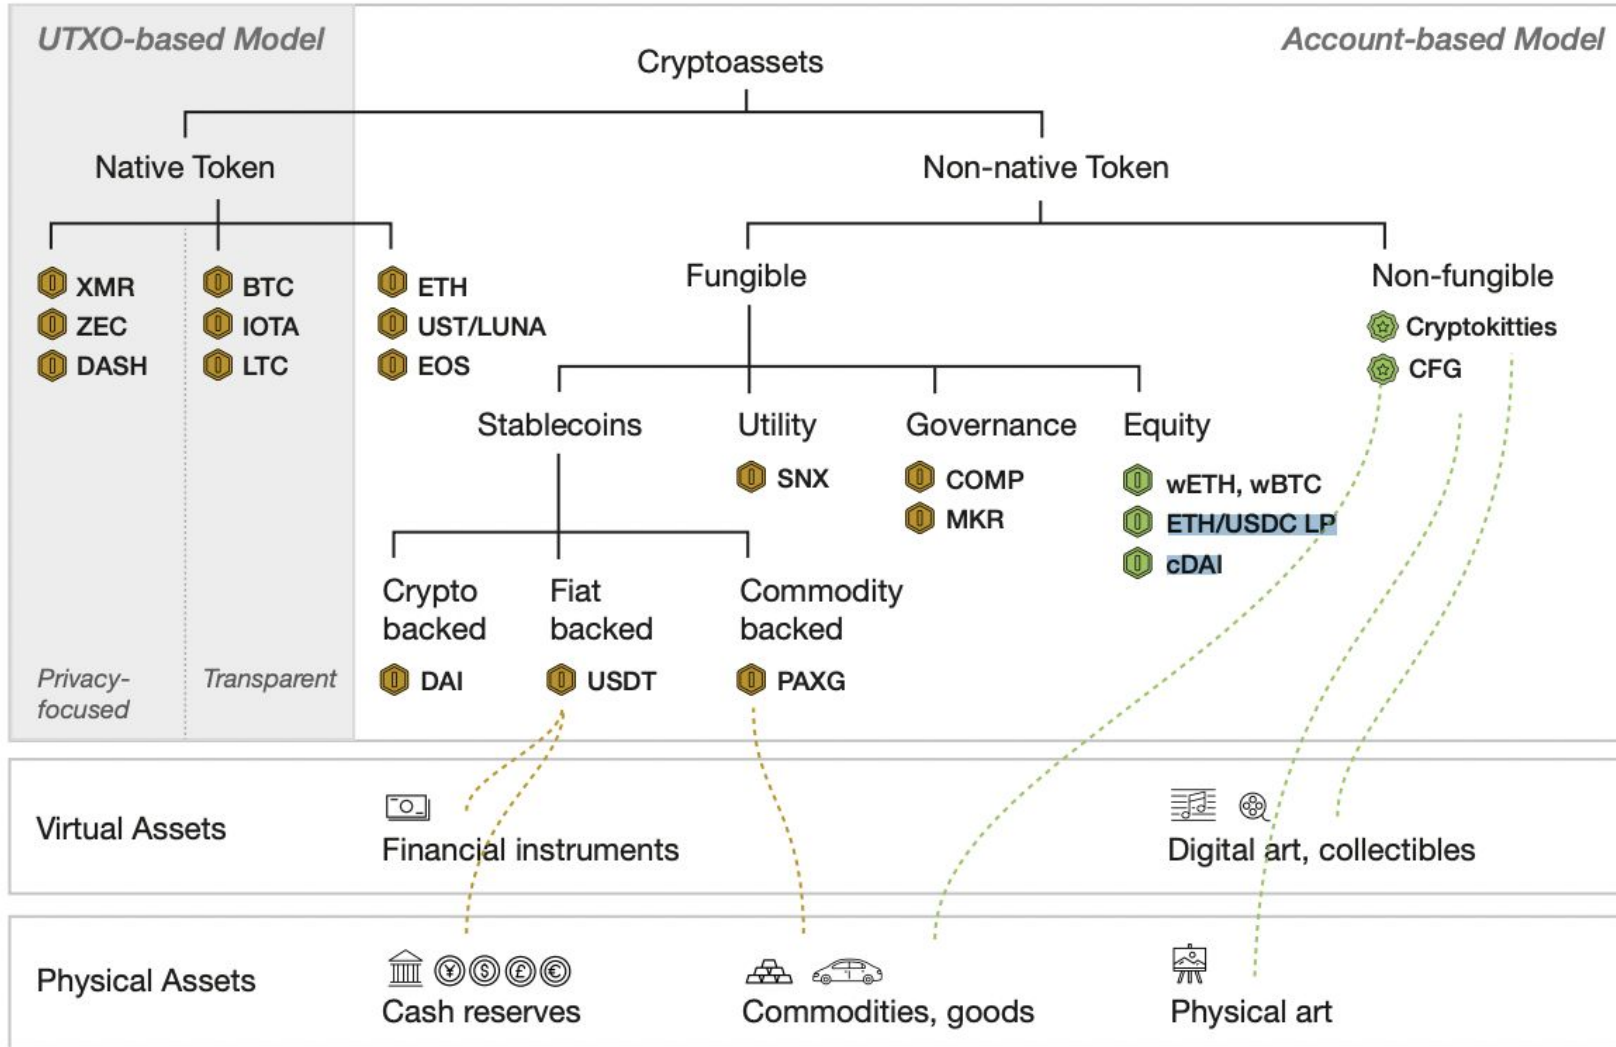 UTXO-based Model
Account-based Model
Cryptoassets
Native Token
Non-native Token
XMR
ZEC
DASH
BTC
IOTA
LTC
ETH
UST/LUNA
EOS
Fungible
Non-fungible
Cryptokitties
CFG
Stablecoins
Utility
SNX
Governance
COMP
MKR
Equity
wETH, wBTC
ETH/USDC LP
cDAI
Crypto
backed
DAI
Fiat
backed
USDT
Commodity
backed
PAXG
Privacy-
focused
Transparent
Virtual Assets
Financial instruments
Digital art, collectibles
Physical Assets
¥ $ £ €
Cash reserves
Commodities, goods
Physical art